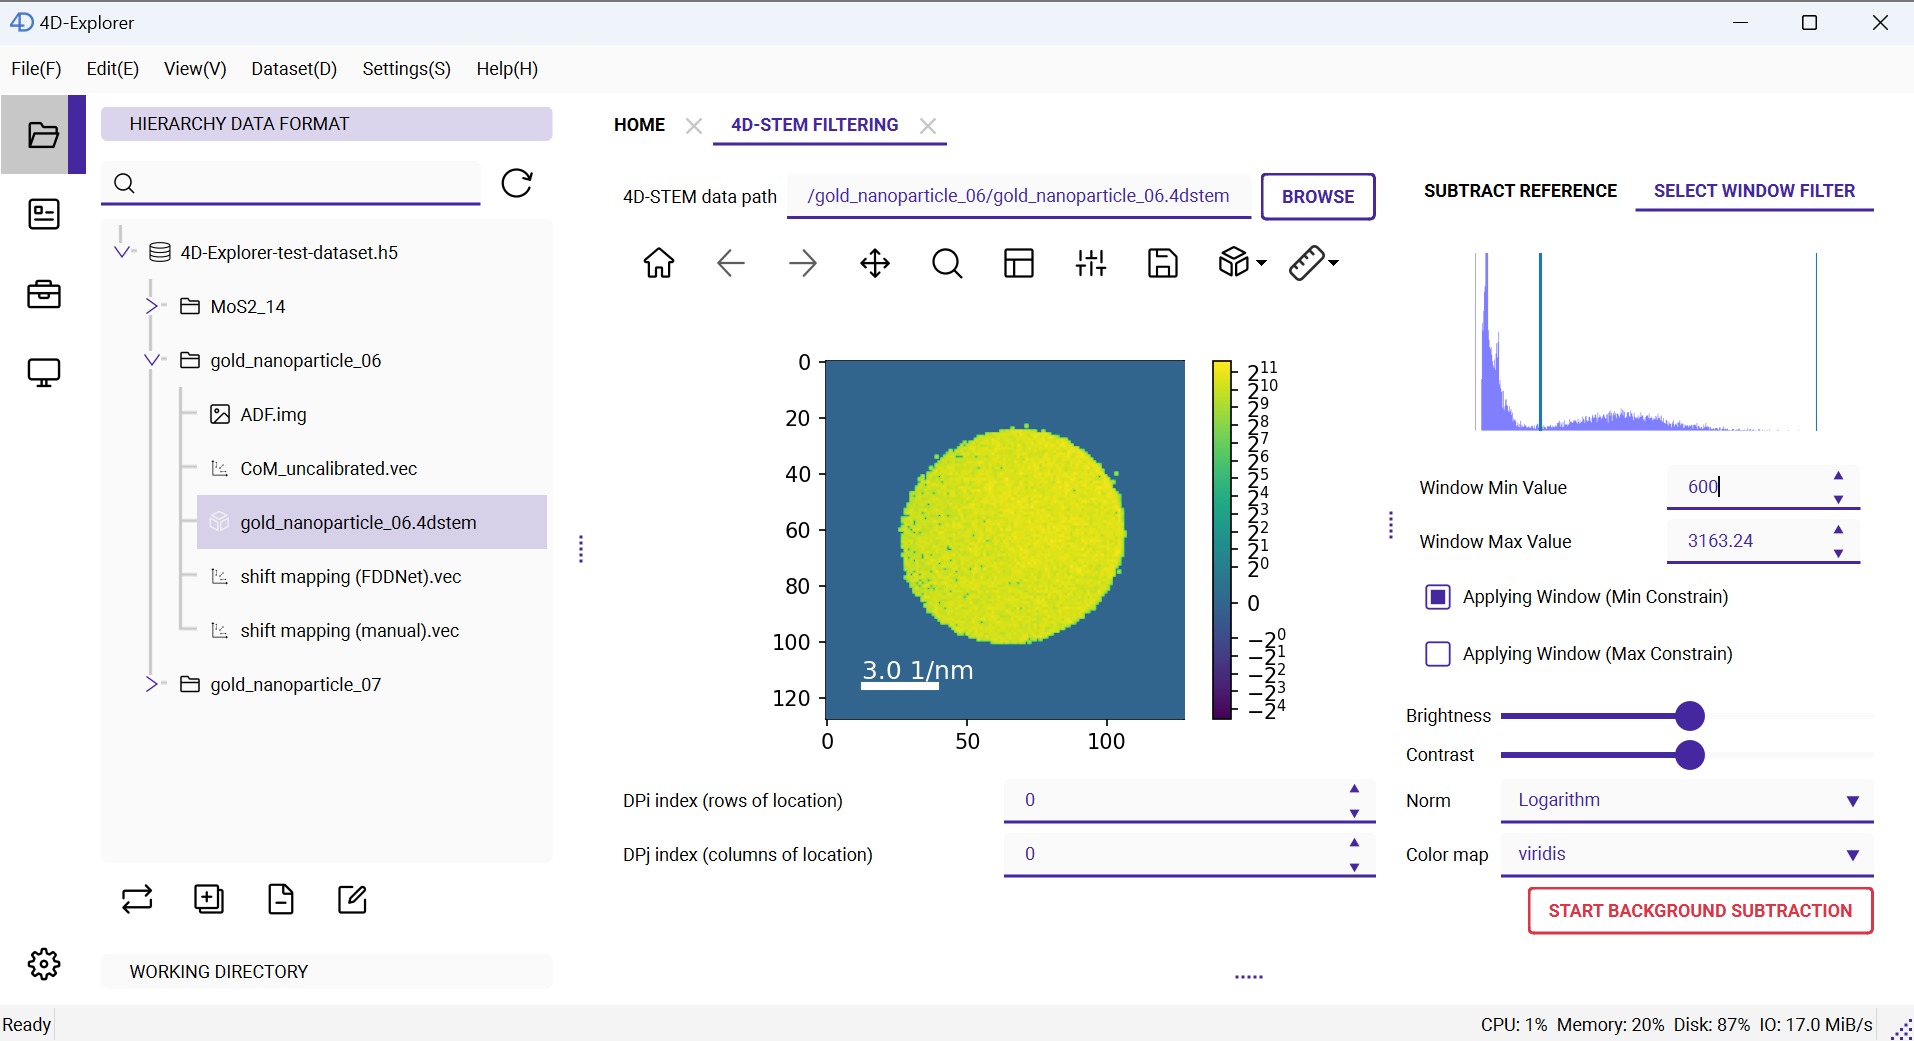 4D-Explorer
File(F) Edit(E) View(V) Dataset(D) Settings(S) Help(H)
HIERARCHY DATA FORMAT
4D-Explorer-test-dataset.h5
MoS2_14
gold_nanoparticle_06
ADF.img
CoM_uncalibrated.vec
gold_nanoparticle_06.4dstem
shift mapping (FDDNet).vec
shift mapping (manual).vec
gold_nanoparticle_07
WORKING DIRECTORY
HOME 4D-STEM FILTERING
4D-STEM data path /gold_nanoparticle_06/gold_nanoparticle_06.4dstem BROWSE
0
20
40
60
80
100
120
0 50 100
3.0 1/nm
2^11
2^10
2^9
2^8
2^7
2^6
2^5
2^4
2^3
2^2
2^1
2^0
0
−2^0
−2^1
−2^2
−2^3
−2^4
DPi index (rows of location) 0
DPj index (columns of location) 0
SUBTRACT REFERENCE SELECT WINDOW FILTER
Window Min Value 600
Window Max Value 3163.24
Applying Window (Min Constrain)
Applying Window (Max Constrain)
Brightness
Contrast
Norm Logarithm
Color map viridis
START BACKGROUND SUBTRACTION
Ready
CPU: 1% Memory: 20% Disk: 87% IO: 17.0 MiB/s